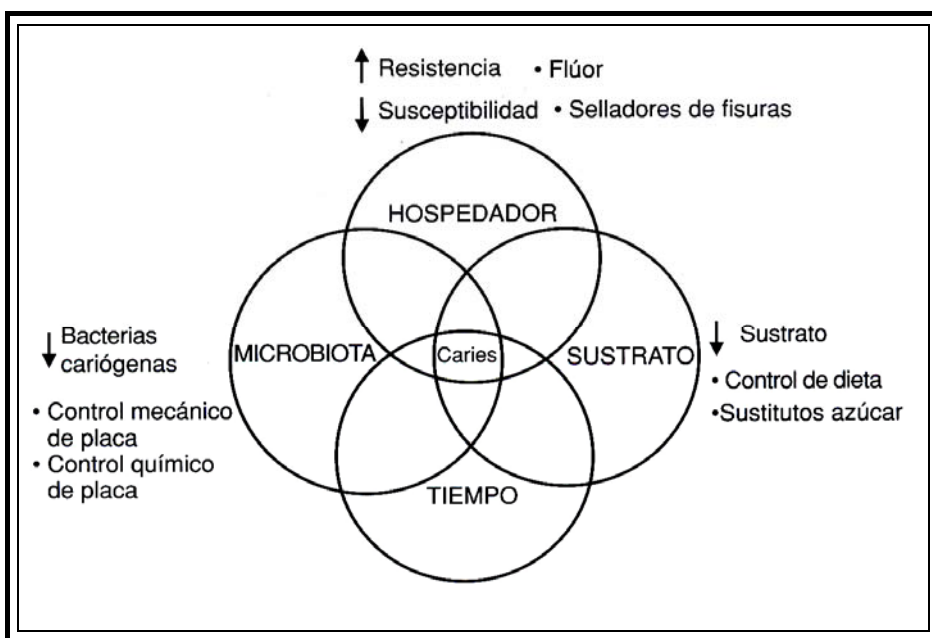 ↑ Resistencia • Flúor
↓ Susceptibilidad • Selladores de fisuras
HOSPEDADOR
↓ Bacterias
cariógenas
MICROBIOTA
Caries
SUSTRATO
↓ Sustrato
• Control de dieta
•Sustitutos azúcar
• Control mecánico
de placa
• Control químico
de placa
TIEMPO